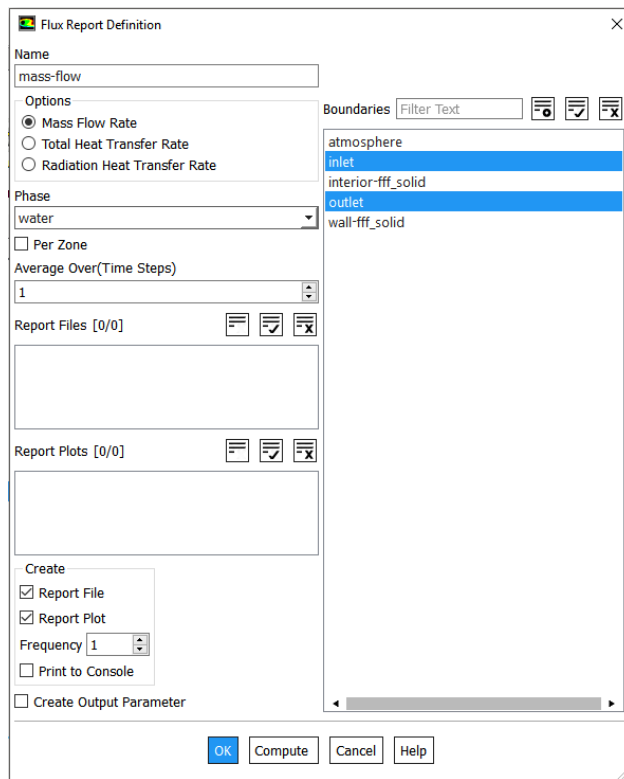 Flux Report Definition
Name
mass-flow
Options
Mass Flow Rate
Total Heat Transfer Rate
Radiation Heat Transfer Rate
Phase
water
Per Zone
Average Over(Time Steps)
1
Report Files [0/0]
Report Plots [0/0]
Create
Report File
Report Plot
Frequency 1
Print to Console
Create Output Parameter
Boundaries Filter Text
atmosphere
inlet
interior-fff_solid
outlet
wall-fff_solid
OK Compute Cancel Help